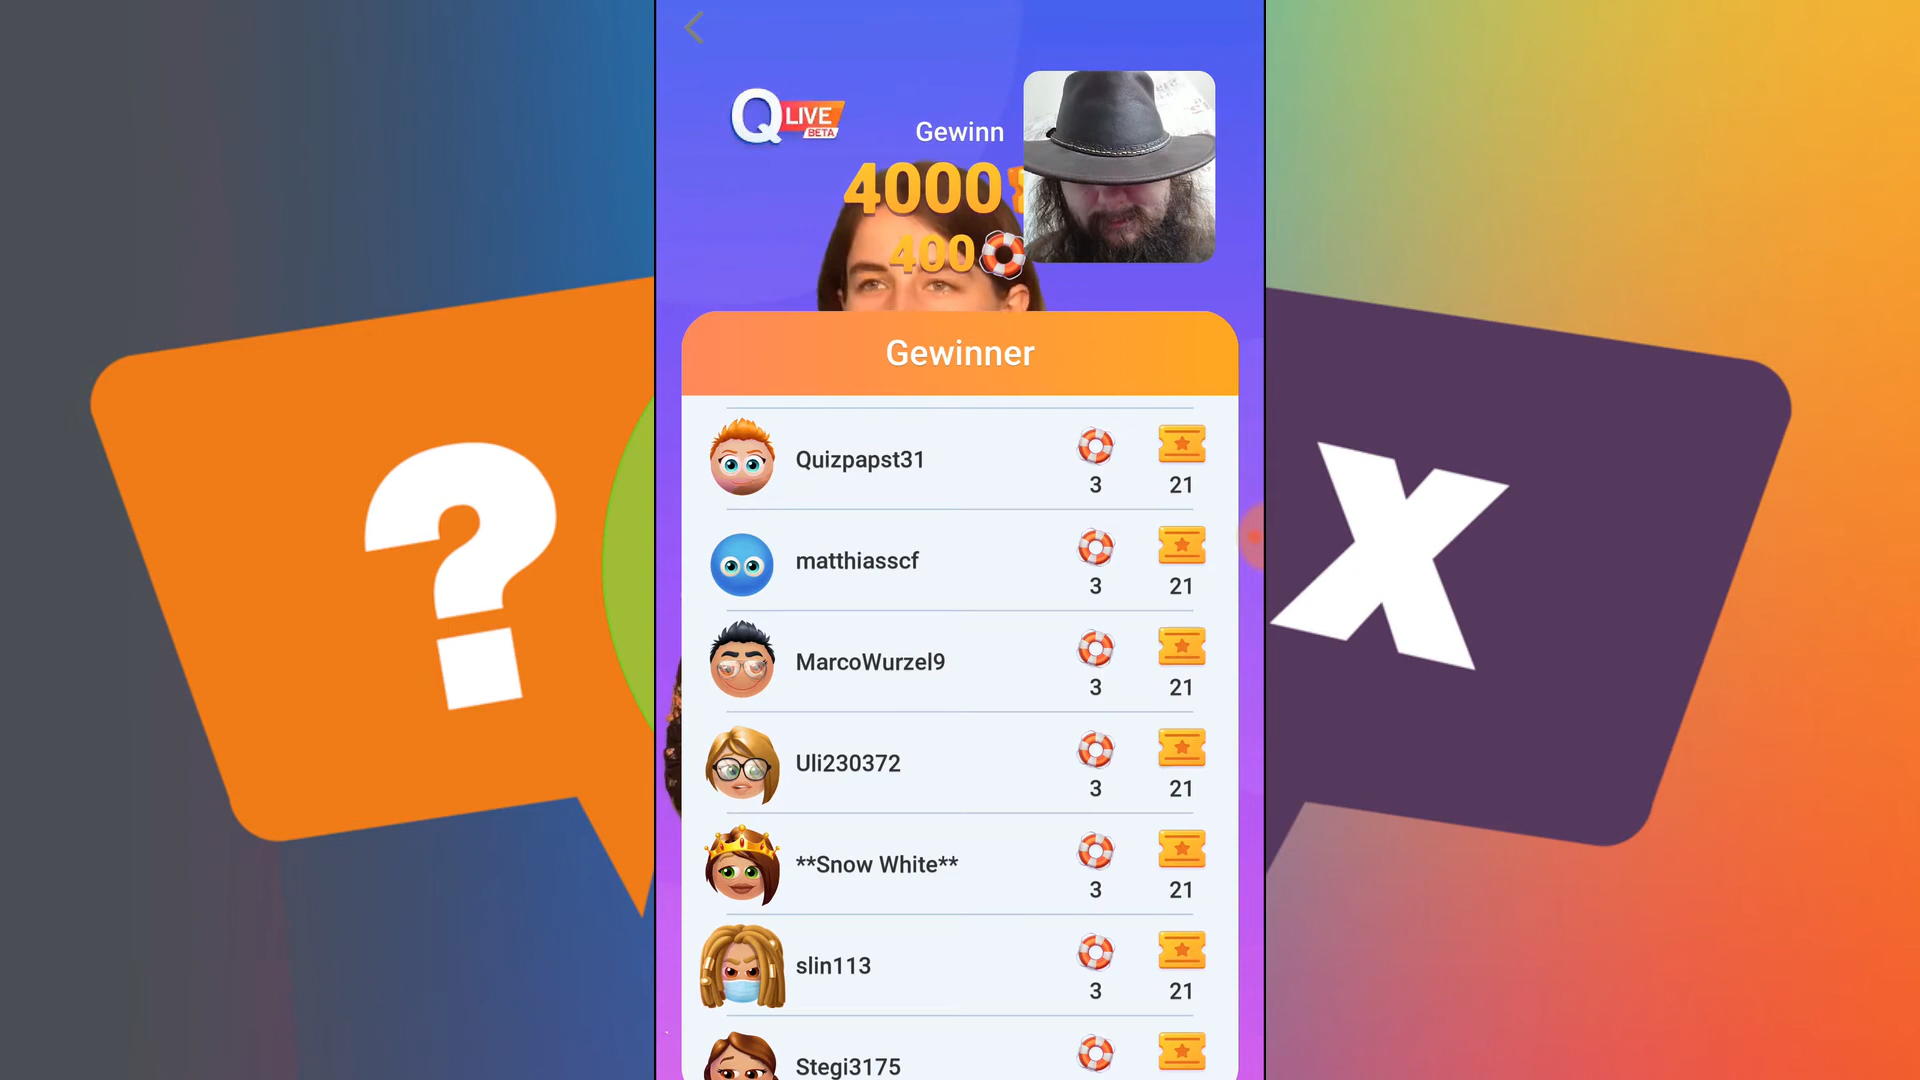 Q LIVE
BETA
Gewinn
4000
400
Gewinner
Quizpapst31
3 21
matthiasscf
3 21
MarcoWurzel9
3 21
Uli230372
3 21
**Snow White**
3 21
slin113
3 21
Stegi3175
? X